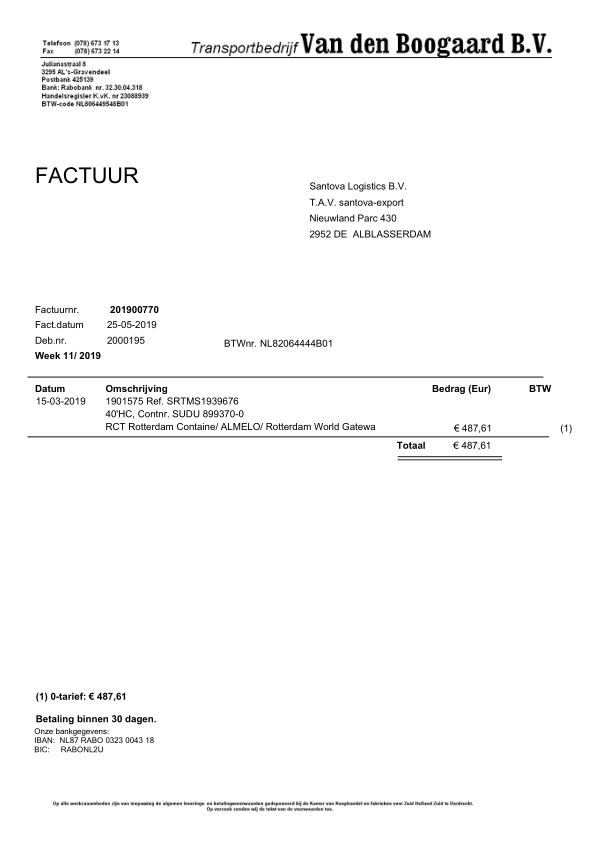 Telefoon (078) 673 17 13
Fax (078) 673 22 14
Transportbedrijf Van den Boogaard B.V.
Julianastraal 8
3295 AL's-Gravendeel
Postbank 425139
Bank: Rabobank nr. 32.30.04.318
Handelsregister K.v.K. nr 23088939
BTW-code NL806449548B01
FACTUUR
Santova Logistics B.V.
T.A.V. santova-export
Nieuwland Parc 430
2952 DE ALBLASSERDAM
Factuurnr. 201900770
Fact.datum 25-05-2019
Deb.nr. 2000195
BTWnr. NL82064444B01
Week 11/ 2019
Datum Omschrijving Bedrag (Eur) BTW
15-03-2019 1901575 Ref. SRTMS1939676
40'HC, Contnr. SUDU 899370-0
RCT Rotterdam Containe/ ALMELO/ Rotterdam World Gatewa € 487,61 (1)
Totaal € 487,61
(1) 0-tarief: € 487,61
Betaling binnen 30 dagen.
Onze bankgegevens:
IBAN: NL87 RABO 0323 0043 18
BIC: RABONL2U
Op alle werkzaaamheden zijn van toepassing de algemen leverings- en betalingsvoorwaarden gedeponeerd bij de Kamer van Koophandel en fabrieken voor Zuid Holland Zuid te Dordrecht.
Op verzoek zenden wij de tekst van de voorwaarden toe.